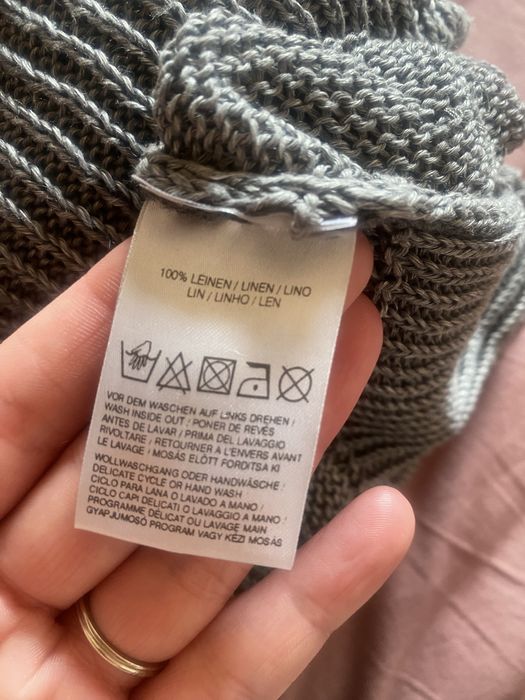 100% LEINEN / LINEN / LINO
LIN / LINHO / LEN
VOR DEM WASCHEN AUF LINKS DREHEN /
WASH INSIDE OUT / PONER DE REVÉS
ANTES DE LAVAR / PRIMA DEL LAVAGGIO
RIVOLTARE / RETOURNER À L'ENVERS AVANT
LE LAVAGE / MOSÁS ELŐTT FORDITSA KI
WOLLWASCHGANG ODER HANDWÄSCHE /
DELICATE CYCLE OR HAND WASH /
CICLO PARA LANA O LAVADO A MANO /
CICLO CAPI DELICATI O LAVAGGIO A MANO /
PROGRAMME DÉLICAT OU LAVAGE MAIN
GYAPJUMOSÓ PROGRAM VAGY KÉZI MOSÁS